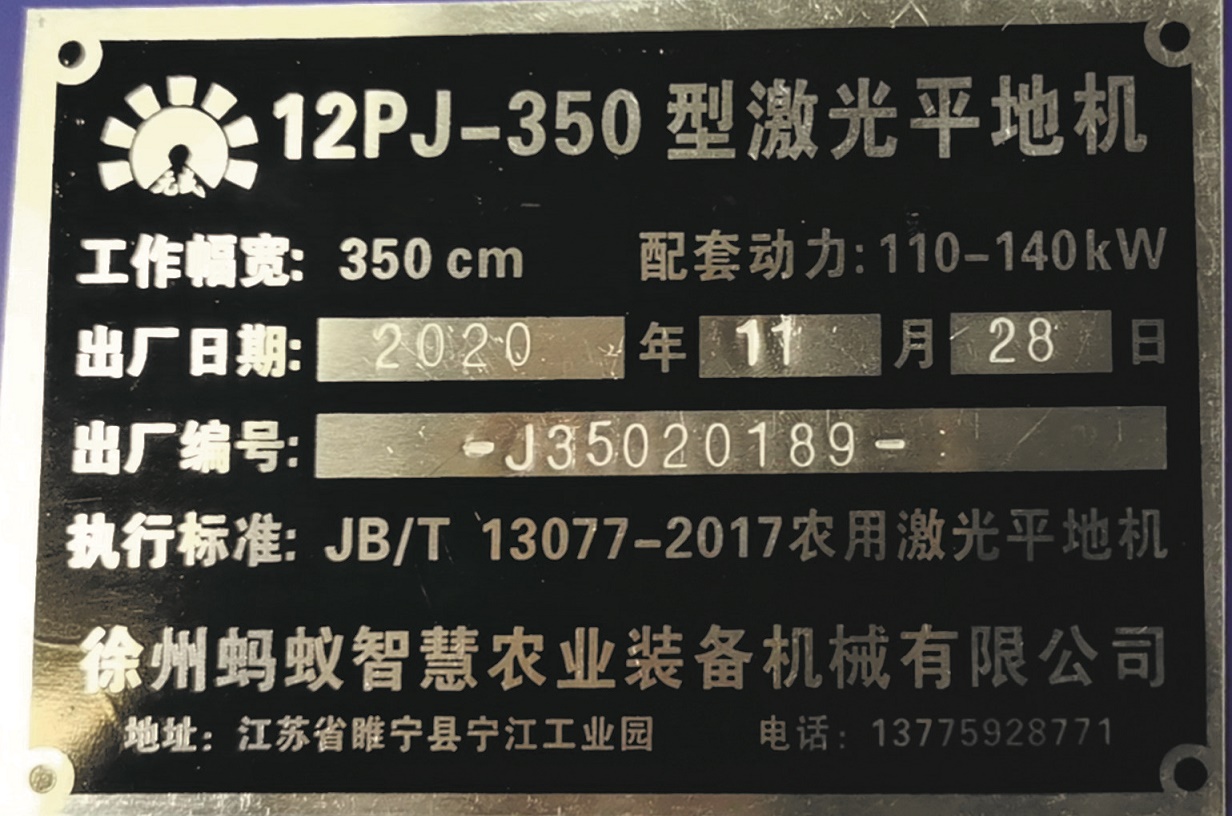 12PJ-350 型激光平地机
工作幅宽: 350 cm 配套动力: 110-140kW
出厂日期: 2020 年 11 月 28 日
出厂编号: -J35020189-
执行标准: JB/T 13077-2017农用激光平地机
徐州蚂蚁智慧农业装备机械有限公司
地址: 江苏省睢宁县宁江工业园 电话: 13775928771